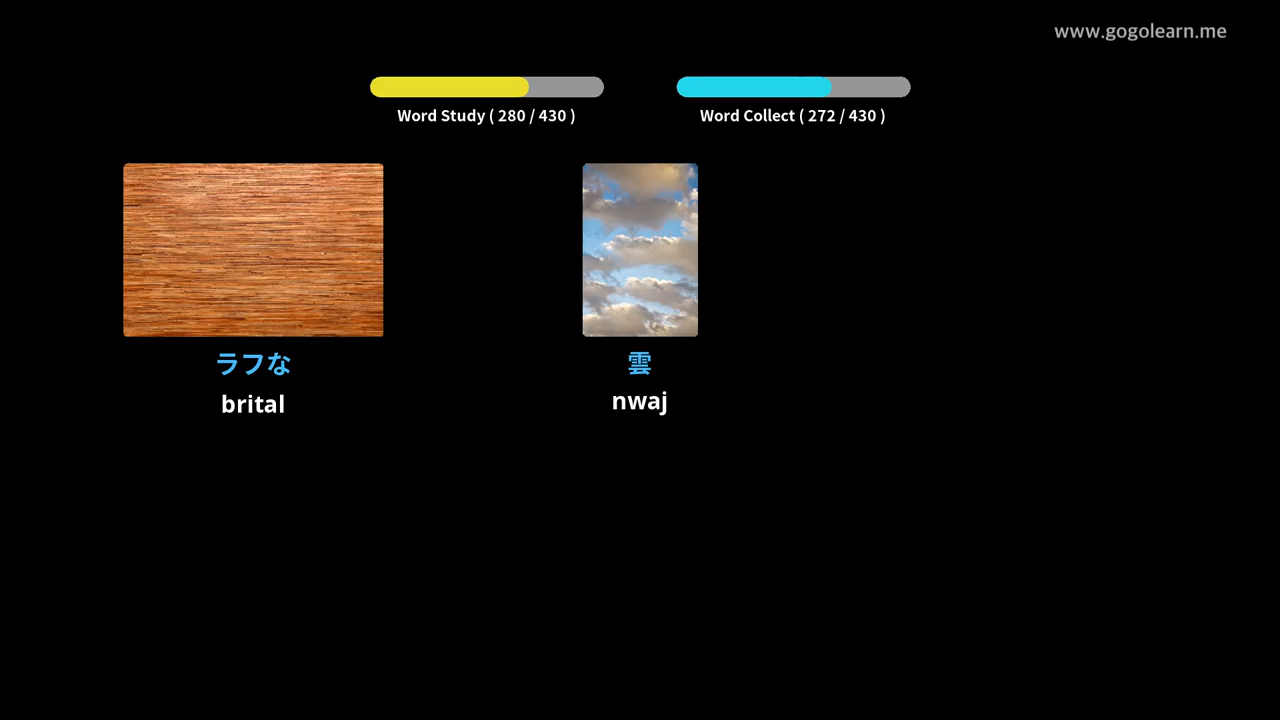 www.gogolearn.me
Word Study ( 280 / 430 )
Word Collect ( 272 / 430 )
ラフな
brital
雲
nwaj